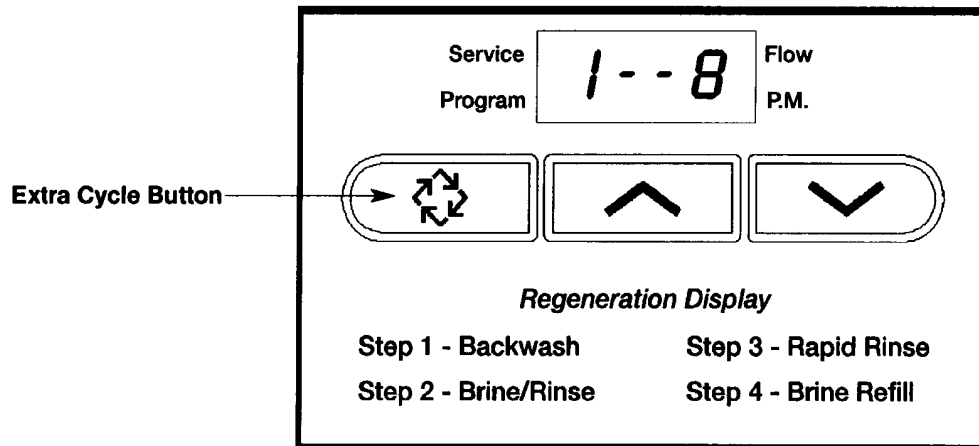 Service
1--8
Flow
Program
P.M.
Extra Cycle Button
Regeneration Display
Step 1 - Backwash
Step 3 - Rapid Rinse
Step 2 - Brine/Rinse
Step 4 - Brine Refill